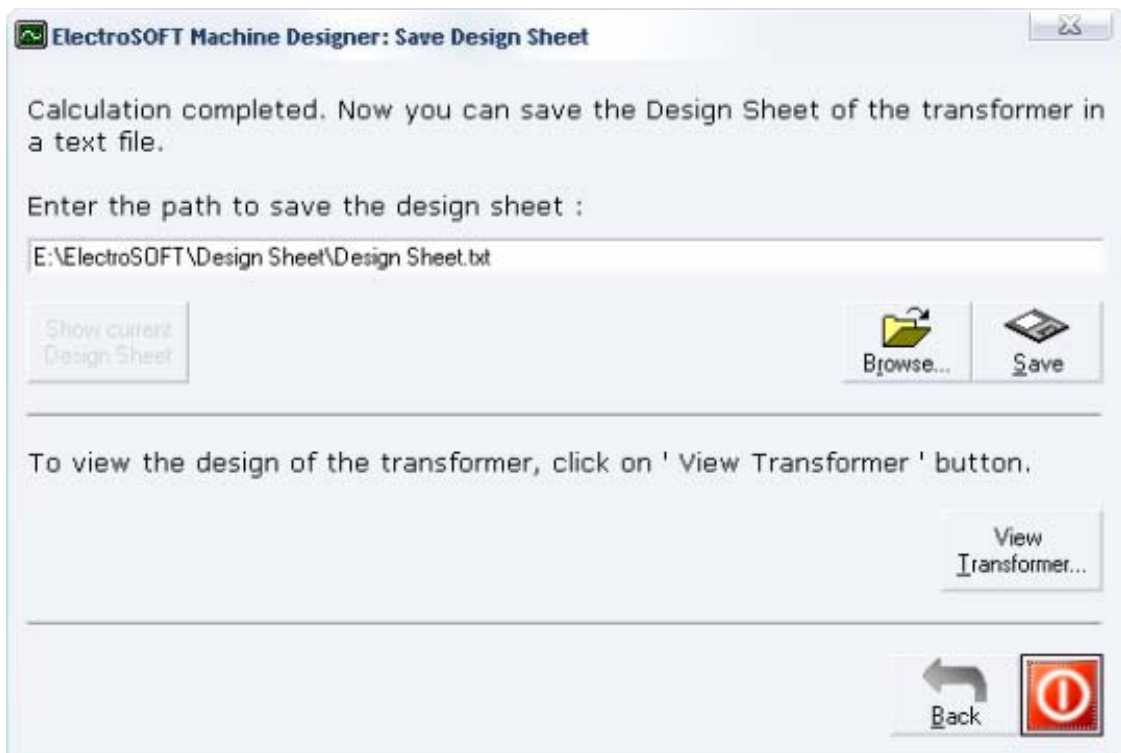 ElectroSOFT Machine Designer: Save Design Sheet
Calculation completed. Now you can save the Design Sheet of the transformer in
a text file.
Enter the path to save the design sheet :
E:\ElectroSOFT\Design Sheet\Design Sheet.txt
Show current
Design Sheet
Browse...
Save
To view the design of the transformer, click on ' View Transformer ' button.
View
Transformer...
Back